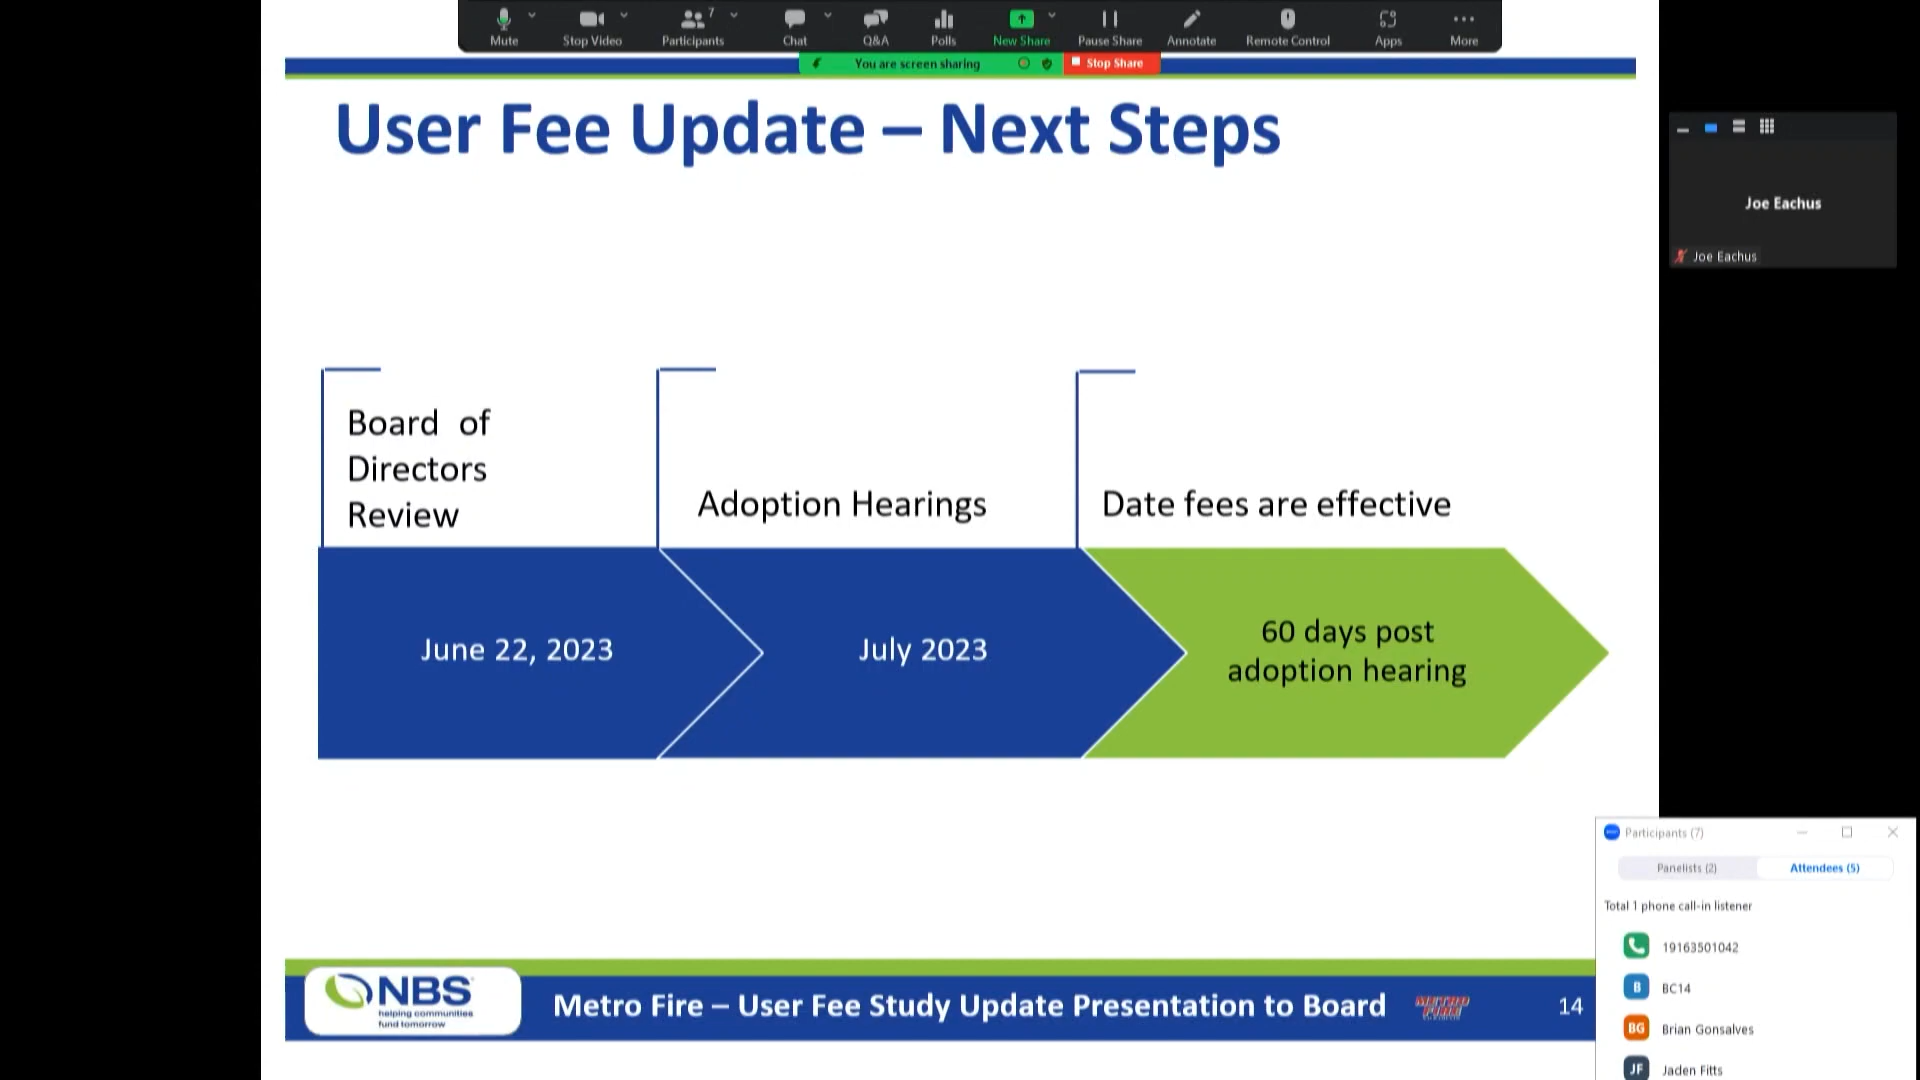 7
Mute
Stop Video
Participants
Chat
Q&A
Polls
New Share
Pause Share
Annotate
Remote Control
Apps
More
You are screen sharing
Stop Share
User Fee Update – Next Steps
Joe Eachus
Joe Eachus
Board of
Directors
Review
Adoption Hearings
Date fees are effective
June 22, 2023
July 2023
60 days post
adoption hearing
Participants (7)
Panelists (2)
Attendees (5)
Total 1 phone call-in listener
19163501042
B
BC14
BG
Brian Gonsalves
JF
Jaden Fitts
NBS
helping communities
fund tomorrow
Metro Fire – User Fee Study Update Presentation to Board
METRO
FIRE
14